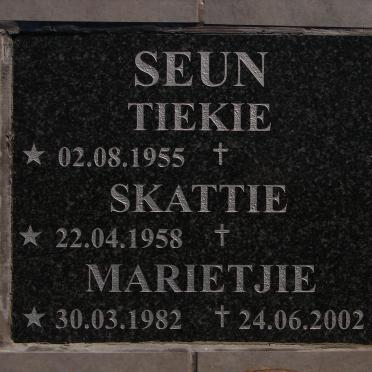 SEUN
TIEKIE
★ 02.08.1955 †
SKATTIE
★ 22.04.1958 †
MARIETJIE
★ 30.03.1982 † 24.06.2002